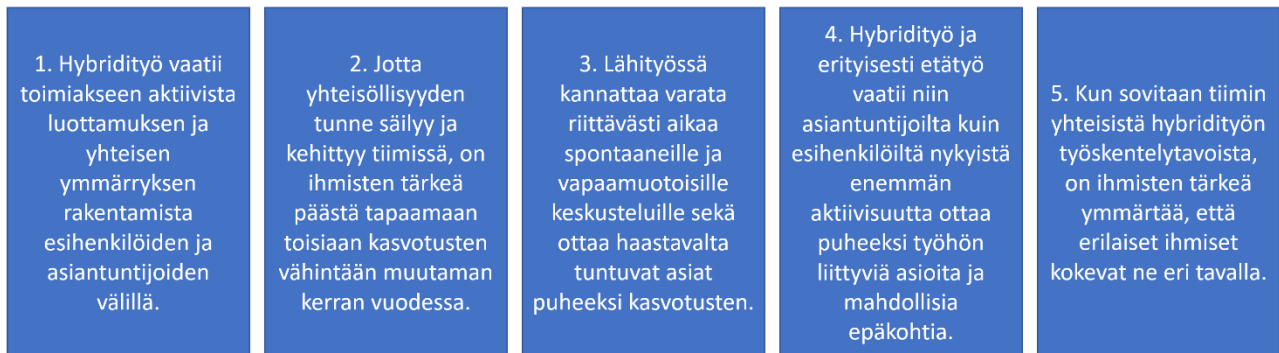 1. Hybridityö vaatii
toimiakseen aktiivista
luottamuksen ja
yhteisen
ymmärryksen
rakentamista
esihenkilöiden ja
asiantuntijoiden
välillä.
2. Jotta
yhteisöllisyyden
tunne säilyy ja
kehittyy tiimissä, on
ihmisten tärkeä
päästä tapaamaan
toisiaan kasvotusten
vähintään muutaman
kerran vuodessa.
3. Lähityössä
kannattaa varata
riittävästi aikaa
spontaaneille ja
vapaamuotoisille
keskusteluille sekä
ottaa haastavalta
tuntuvat asiat
puheeksi kasvotusten.
4. Hybridityö ja
erityisesti etätyö
vaatii niin
asiantuntijoilta kuin
esihenkilöiltä nykyistä
enemmän
aktiivisuutta ottaa
puheeksi työhön
liittyviä asioita ja
mahdollisia
epäkohtia.
5. Kun sovitaan tiimin
yhteisistä hybridityön
työskentelytavoista,
on ihmisten tärkeä
ymmärtää, että
erilaiset ihmiset
kokevat ne eri tavalla.